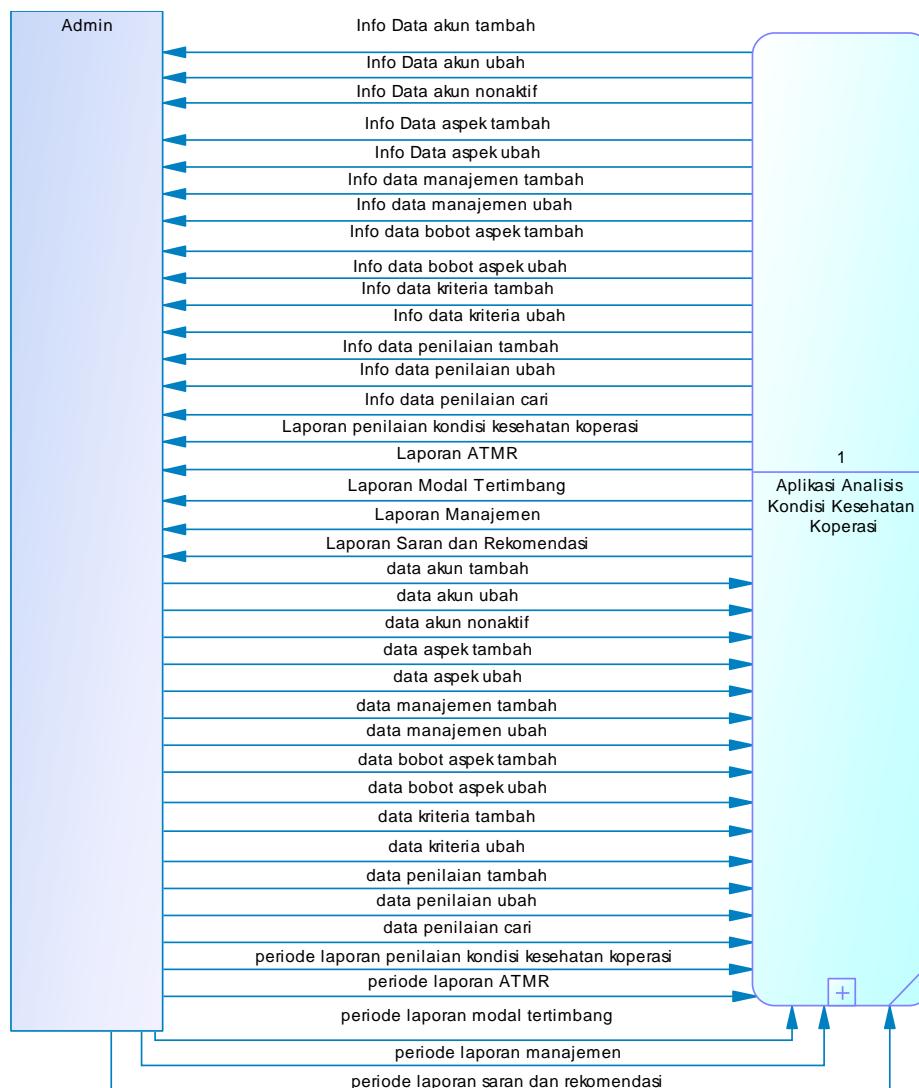 Admin
Info Data akun tambah
Info Data akun ubah
Info Data akun nonaktif
Info Data aspek tambah
Info Data aspek ubah
Info data manajemen tambah
Info data manajemen ubah
Info data bobot aspek tambah
Info data bobot aspek ubah
Info data kriteria tambah
Info data kriteria ubah
Info data penilaian tambah
Info data penilaian ubah
Info data penilaian cari
Laporan penilaian kondisi kesehatan koperasi
Laporan ATMR
Laporan Modal Tertimbang
Laporan Manajemen
Laporan Saran dan Rekomendasi
1
Aplikasi Analisis
Kondisi Kesehatan
Koperasi
data akun tambah
data akun ubah
data akun nonaktif
data aspek tambah
data aspek ubah
data manajemen tambah
data manajemen ubah
data bobot aspek tambah
data bobot aspek ubah
data kriteria tambah
data kriteria ubah
data penilaian tambah
data penilaian ubah
data penilaian cari
periode laporan penilaian kondisi kesehatan koperasi
periode laporan ATMR
periode laporan modal tertimbang
periode laporan manajemen
periode laporan saran dan rekomendasi